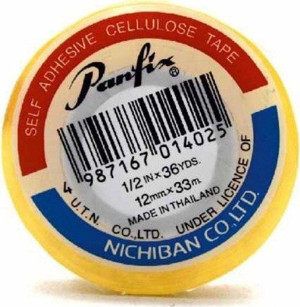 SELF ADHESIVE CELLULOSE TAPE
Panfix®
4 987167 014025
1/2 IN x 36 YDS.
12mm x 33m.
MADE IN THAILAND
U.T.N. CO.,LTD. UNDER LICENCE OF
NICHIBAN CO.,LTD.